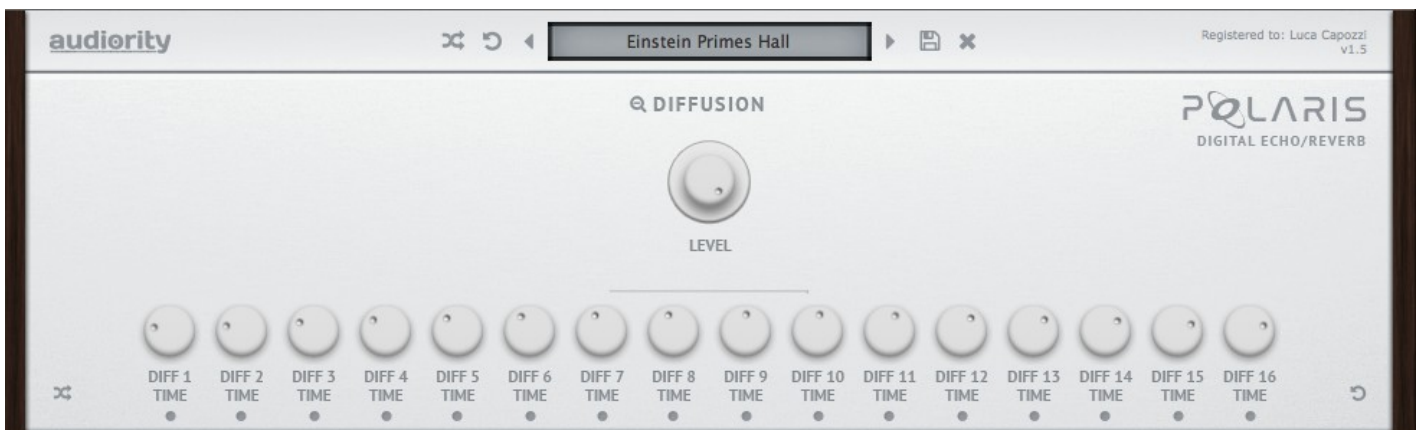 audiority
Einstein Primes Hall
Registered to: Luca Capozzi
v1.5
DIFFUSION
POLARIS
DIGITAL ECHO/REVERB
LEVEL
DIFF 1 DIFF 2 DIFF 3 DIFF 4 DIFF 5 DIFF 6 DIFF 7 DIFF 8 DIFF 9 DIFF 10 DIFF 11 DIFF 12 DIFF 13 DIFF 14 DIFF 15 DIFF 16
TIME TIME TIME TIME TIME TIME TIME TIME TIME TIME TIME TIME TIME TIME TIME TIME